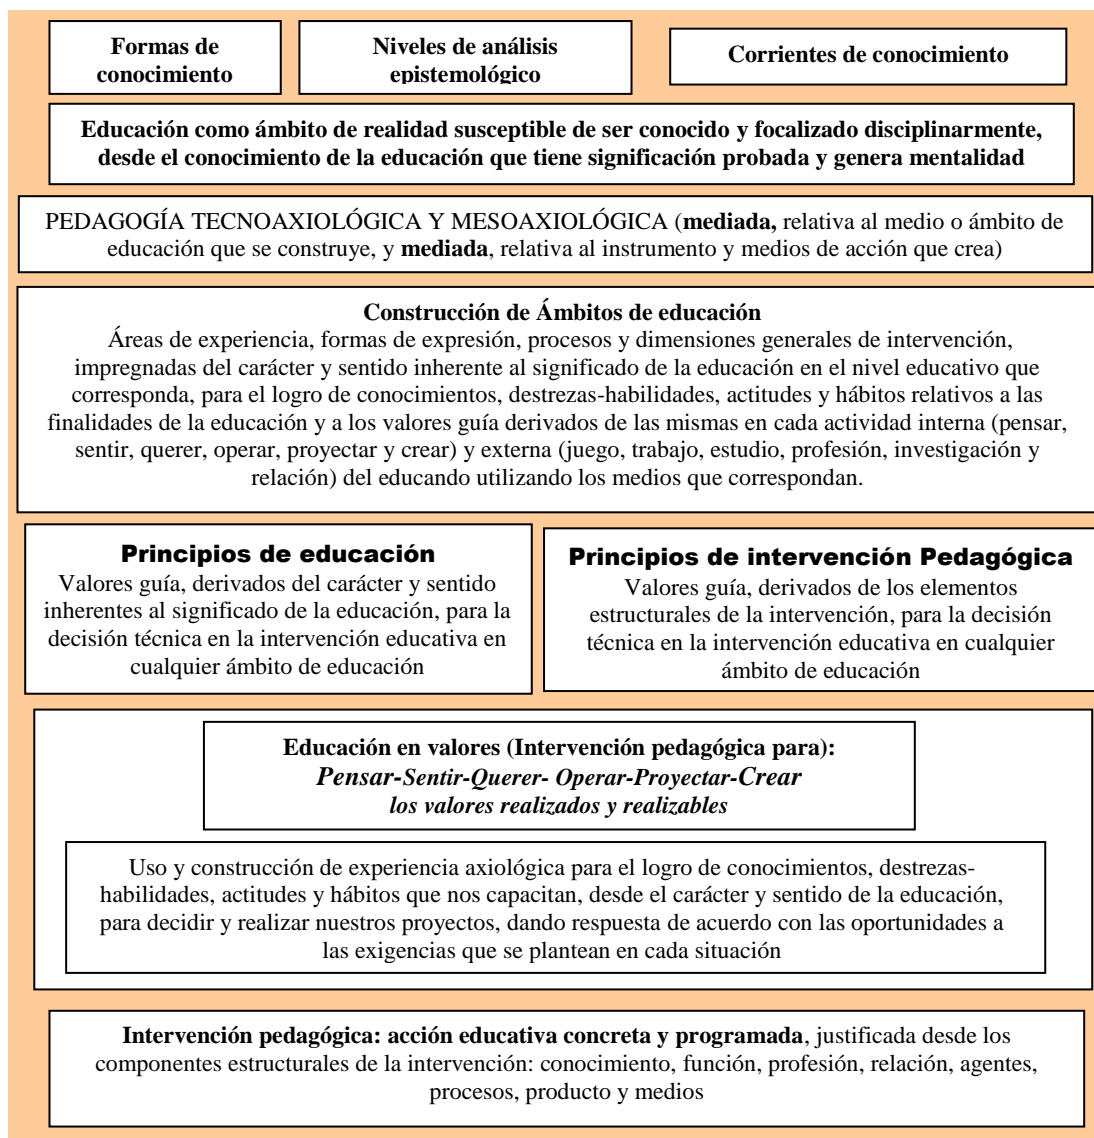 Formas de
conocimiento
Niveles de análisis
epistemológico
Corrientes de conocimiento
Educación como ámbito de realidad susceptible de ser conocido y focalizado disciplinarmente,
desde el conocimiento de la educación que tiene significación probada y genera mentalidad
PEDAGOGÍA TECNOAXIOLÓGICA Y MESOAXIOLÓGICA (mediada, relativa al medio o ámbito de
educación que se construye, y mediada, relativa al instrumento y medios de acción que crea)
Construcción de Ámbitos de educación
Áreas de experiencia, formas de expresión, procesos y dimensiones generales de intervención,
impregnadas del carácter y sentido inherente al significado de la educación en el nivel educativo que
corresponda, para el logro de conocimientos, destrezas-habilidades, actitudes y hábitos relativos a las
finalidades de la educación y a los valores guía derivados de las mismas en cada actividad interna (pensar,
sentir, querer, operar, proyectar y crear) y externa (juego, trabajo, estudio, profesión, investigación y
relación) del educando utilizando los medios que correspondan.
Principios de educación
Valores guía, derivados del carácter y sentido
inherentes al significado de la educación, para la
decisión técnica en la intervención educativa en
cualquier ámbito de educación
Principios de intervención Pedagógica
Valores guía, derivados de los elementos
estructurales de la intervención, para la decisión
técnica en la intervención educativa en cualquier
ámbito de educación
Educación en valores (Intervención pedagógica para):
Pensar-Sentir-Querer- Operar-Proyectar-Crear
los valores realizados y realizables
Uso y construcción de experiencia axiológica para el logro de conocimientos, destrezas-
habilidades, actitudes y hábitos que nos capacitan, desde el carácter y sentido de la educación,
para decidir y realizar nuestros proyectos, dando respuesta de acuerdo con las oportunidades a
las exigencias que se plantean en cada situación
Intervención pedagógica: acción educativa concreta y programada, justificada desde los
componentes estructurales de la intervención: conocimiento, función, profesión, relación, agentes,
procesos, producto y medios